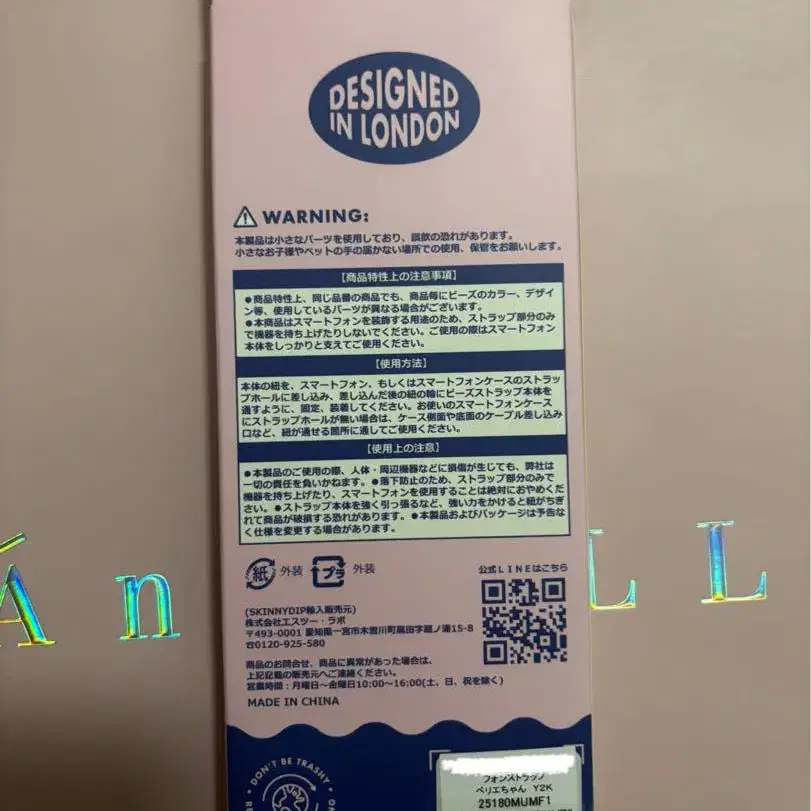 DESIGNED
IN LONDON
WARNING:
本製品は小さなパーツを使用しており、誤飲の恐れがあります。
小さなお子様やペットの手の届かない場所での使用、保管をお願いします。
【商品特性上の注意事項】
●商品特性上、同じ品番の商品でも、商品毎にビーズのカラー、デザイ
ン等、使用しているパーツが異なる場合がございます。
●本商品はスマートフォンを装飾する用途のため、ストラップ部分のみ
で機器を持ち上げたりしないでください。ご使用の際はスマートフォン
本体をしっかりと支えてご使用ください。
【使用方法】
本体の紐を、スマートフォン、もしくはスマートフォンケースのストラッ
プホールに差し込み、差し込んだ後の紐の輪にビーズストラップ本体を
通すように、固定、装着してください。お使いのスマートフォンケース
にストラップホールが無い場合は、ケース側面や底面のケーブル差し込み
口など、紐が通せる箇所に通してご使用ください。
【使用上の注意】
●本製品のご使用の際、人体・周辺機器などに損傷が生じても、弊社は
一切の責任を負いかねます。●落下防止のため、ストラップ部分のみで
機器を持ち上げたり、スマートフォンを使用することは絶対におやめくだ
さい。●ストラップ本体を強く引っ張るなど、強い力をかけると紐がちぎ
れて商品が破損する恐れがあります。●本製品およびパッケージは予告な
く仕様を変更する場合があります。
紙 外装 プラ 外装
公式LINEはこちら
(SKINNYDIP輸入販売元)
株式会社エスツー・ラボ
〒493-0001 愛知県一宮市木曽川町黒田字蔵ノ浦15-8
☎0120-925-580
商品のお問合せ、商品に異常があった場合は、
上記記載の販売元へご連絡ください。
営業時間：月曜日～金曜日10:00～16:00(土、日、祝を除く)
MADE IN CHINA
DON'T BE TRASHY
フォンストラップ
ペリエちゃん Y2K
25180MUMF1
Án
LL